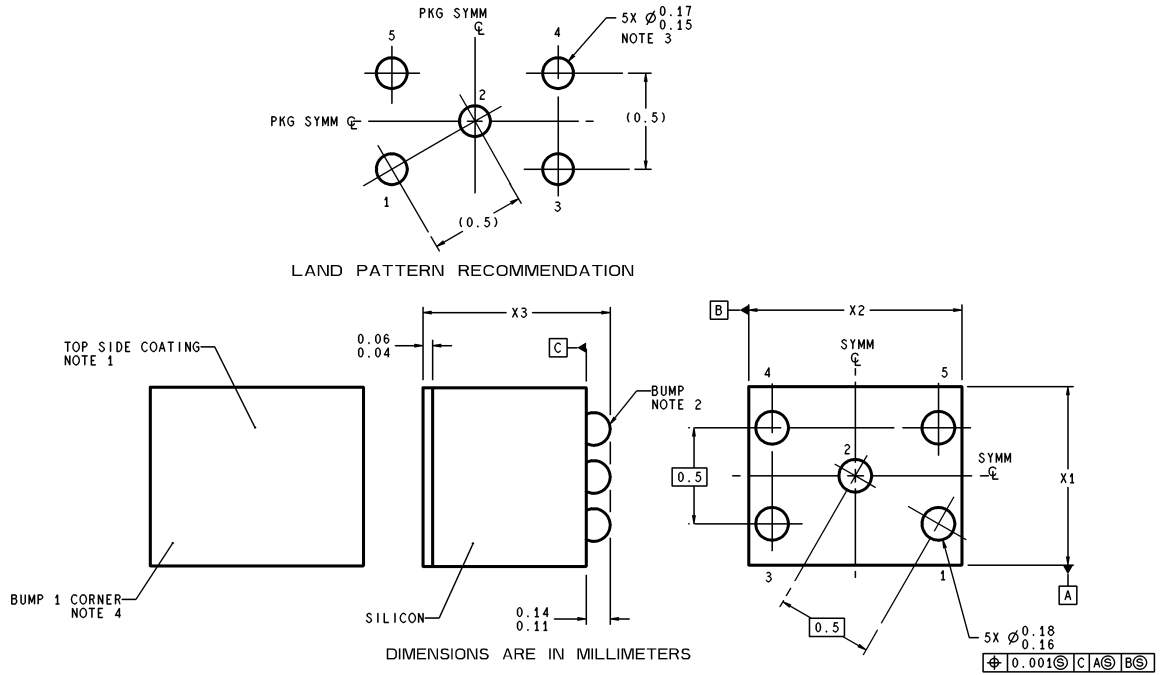 PKG SYMM
℄
5X Ø 0.17
0.15
NOTE 3
5
4
2
PKG SYMM ℄
(0.5)
1
3
(0.5)
LAND PATTERN RECOMMENDATION
TOP SIDE COATING
NOTE 1
BUMP 1 CORNER
NOTE 4
X3
0.06
0.04
C
BUMP
NOTE 2
SILICON
0.14
0.11
B
X2
SYMM
℄
4
5
2
SYMM
℄
0.5
X1
3
1
A
0.5
5X Ø 0.18
0.16
⌖ 0.001Ⓢ C AⓈ BⓈ
DIMENSIONS ARE IN MILLIMETERS